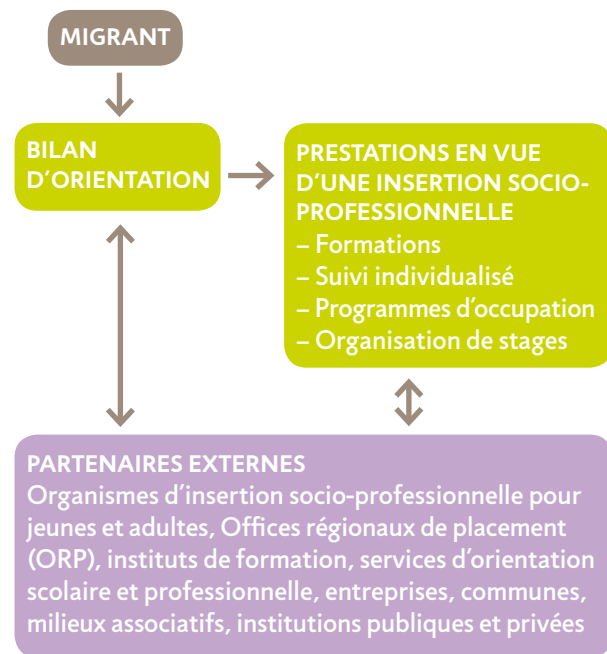 MIGRANT
BILAN
D’ORIENTATION
PRESTATIONS EN VUE
D’UNE INSERTION SOCIO-
PROFESSIONNELLE
– Formations
– Suivi individualisé
– Programmes d’occupation
– Organisation de stages
PARTENAIRES EXTERNES
Organismes d’insertion socio-professionnelle pour
jeunes et adultes, Offices régionaux de placement
(ORP), instituts de formation, services d’orientation
scolaire et professionnelle, entreprises, communes,
milieux associatifs, institutions publiques et privées